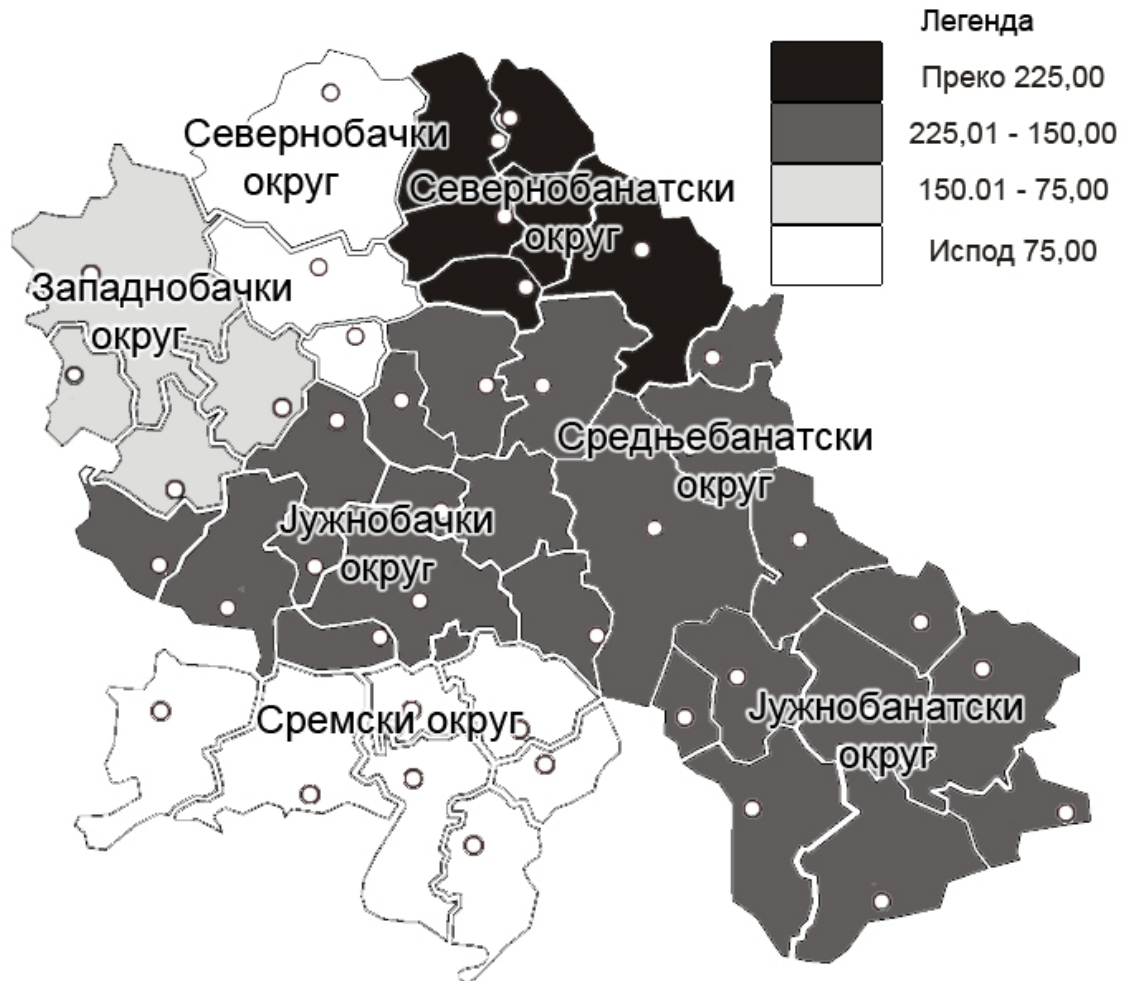 Легенда
Преко 225,00
225,01 - 150,00
150.01 - 75,00
Испод 75,00
Севернобачки
округ
Севернобанатски
округ
Западнобачки
округ
Средњебанатски
округ
Јужнобачки
округ
Сремски округ
Јужнобанатски
округ